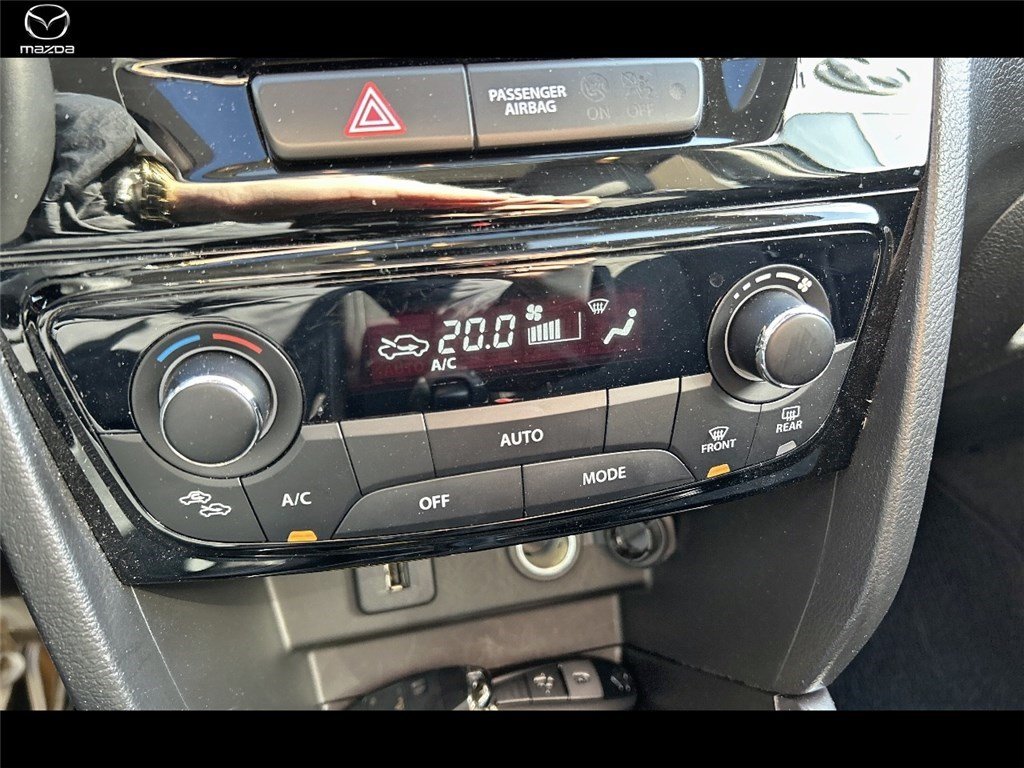 mazda
PASSENGER
AIRBAG
ON OFF
20.0
A/C
AUTO
FRONT
REAR
A/C
OFF
MODE